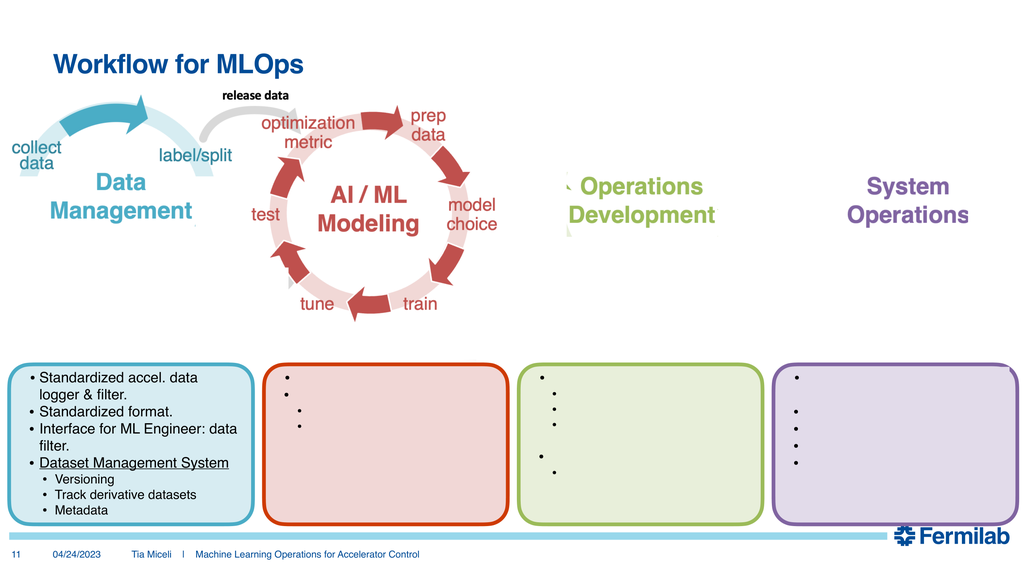 Workflow for MLOps
release data
collect
data
label/split
Data
Management
optimization
metric
prep
data
model
choice
train
tune
test
AI / ML
Modeling
Operations
Development
System
Operations
• Standardized accel. data
logger & filter.
• Standardized format.
• Interface for ML Engineer: data
filter.
• Dataset Management System
• Versioning
• Track derivative datasets
• Metadata
11 04/24/2023 Tia Miceli | Machine Learning Operations for Accelerator Control
Fermilab